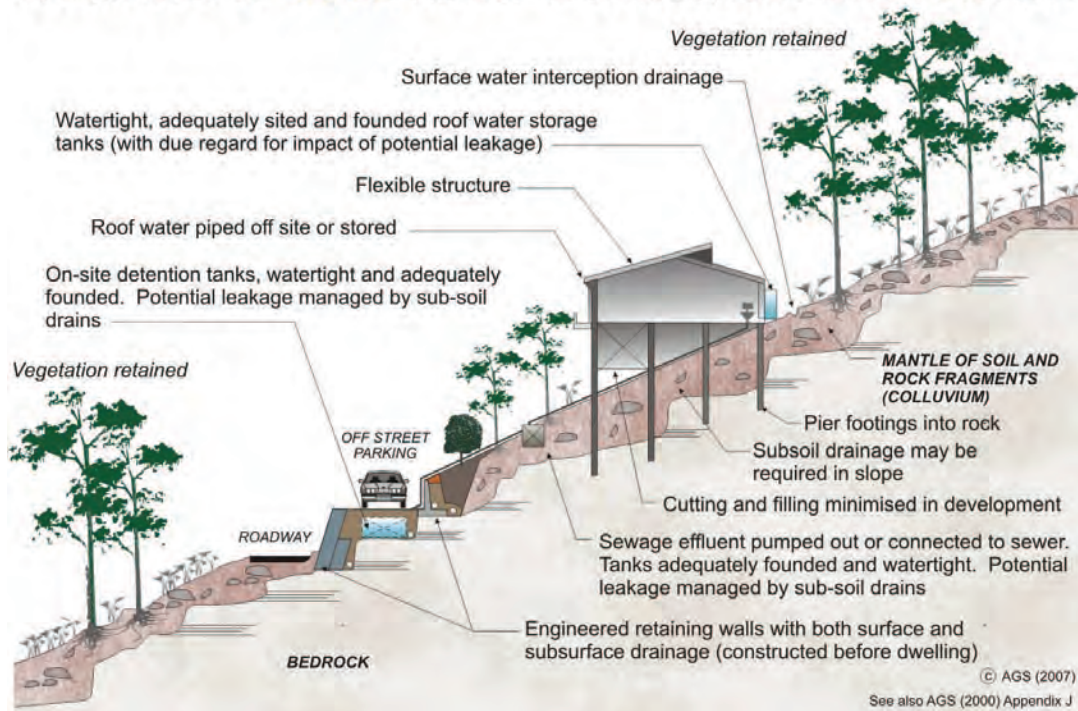 Vegetation retained
Surface water interception drainage
Watertight, adequately sited and founded roof water storage
tanks (with due regard for impact of potential leakage)
Flexible structure
Roof water piped off site or stored
On-site detention tanks, watertight and adequately
founded. Potential leakage managed by sub-soil
drains
Vegetation retained
MANTLE OF SOIL AND
ROCK FRAGMENTS
(COLLUVIUM)
Pier footings into rock
OFF STREET
PARKING
Subsoil drainage may be
required in slope
Cutting and filling minimised in development
ROADWAY
Sewage effluent pumped out or connected to sewer.
Tanks adequately founded and watertight. Potential
leakage managed by sub-soil drains
Engineered retaining walls with both surface and
subsurface drainage (constructed before dwelling)
BEDROCK
© AGS (2007)
See also AGS (2000) Appendix J